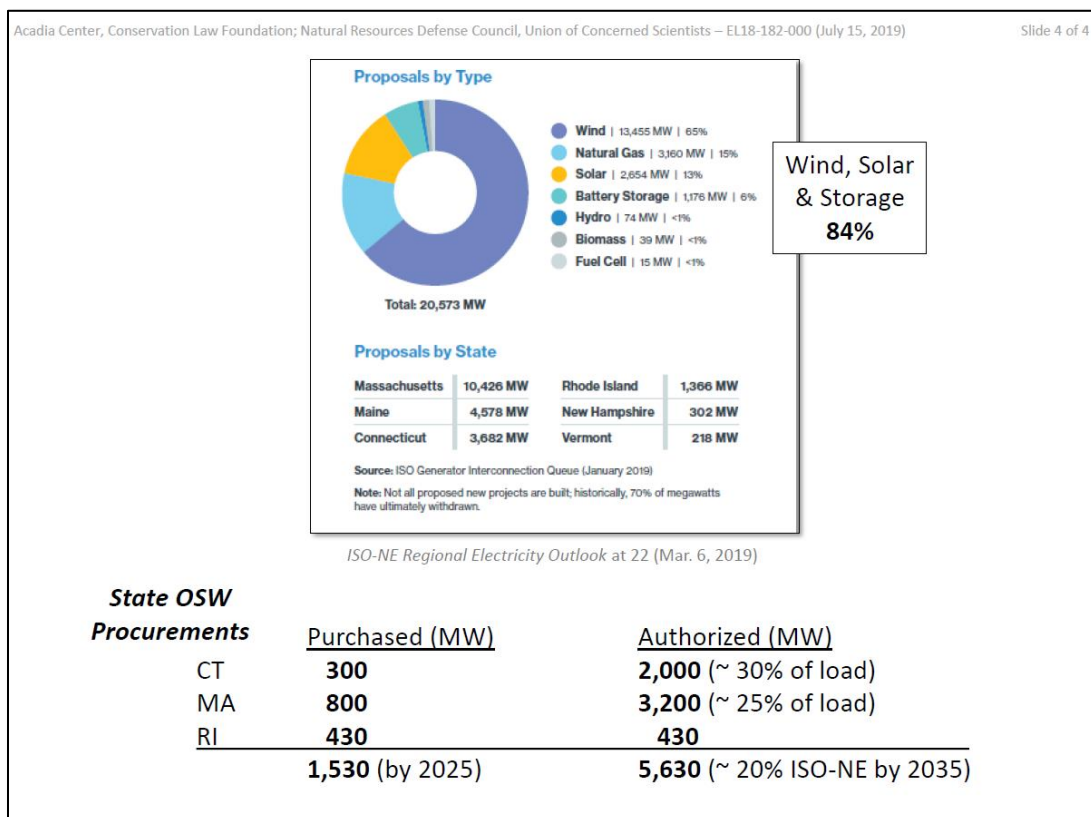 Acadia Center, Conservation Law Foundation; Natural Resources Defense Council, Union of Concerned Scientists – EL18-182-000 (July 15, 2019) Slide 4 of 4
Proposals by Type
Wind | 13,455 MW | 65%
Natural Gas | 3,160 MW | 15%
Solar | 2,654 MW | 13%
Battery Storage | 1,176 MW | 6%
Hydro | 74 MW | <1%
Biomass | 39 MW | <1%
Fuel Cell | 15 MW | <1%
Total: 20,573 MW
Wind, Solar
& Storage
84%
Proposals by State
Massachusetts 10,426 MW Rhode Island 1,366 MW
Maine 4,578 MW New Hampshire 302 MW
Connecticut 3,682 MW Vermont 218 MW
Source: ISO Generator Interconnection Queue (January 2019)
Note: Not all proposed new projects are built; historically, 70% of megawatts
have ultimately withdrawn.
ISO-NE Regional Electricity Outlook at 22 (Mar. 6, 2019)
State OSW
Procurements Purchased (MW) Authorized (MW)
CT 300 2,000 (~ 30% of load)
MA 800 3,200 (~ 25% of load)
RI 430 430
1,530 (by 2025) 5,630 (~ 20% ISO-NE by 2035)